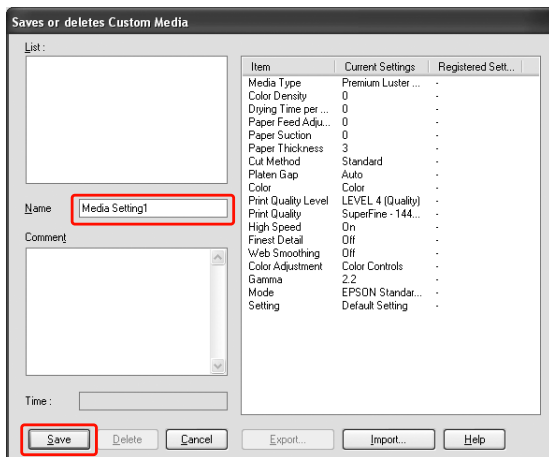 Saves or deletes Custom Media
List :
Name Media Setting1
Comment
Time :
Item Current Settings Registered Sett...
Media Type Premium Luster ... -
Color Density 0 -
Drying Time per ... 0 -
Paper Feed Adju... 0 -
Paper Suction 0 -
Paper Thickness 3 -
Cut Method Standard -
Platen Gap Auto -
Color Color -
Print Quality Level LEVEL 4 (Quality) -
Print Quality SuperFine - 144... -
High Speed On -
Finest Detail Off -
Web Smoothing Off -
Color Adjustment Color Controls -
Gamma 2.2 -
Mode EPSON Standar... -
Setting Default Setting -
Save Delete Cancel Export... Import... Help